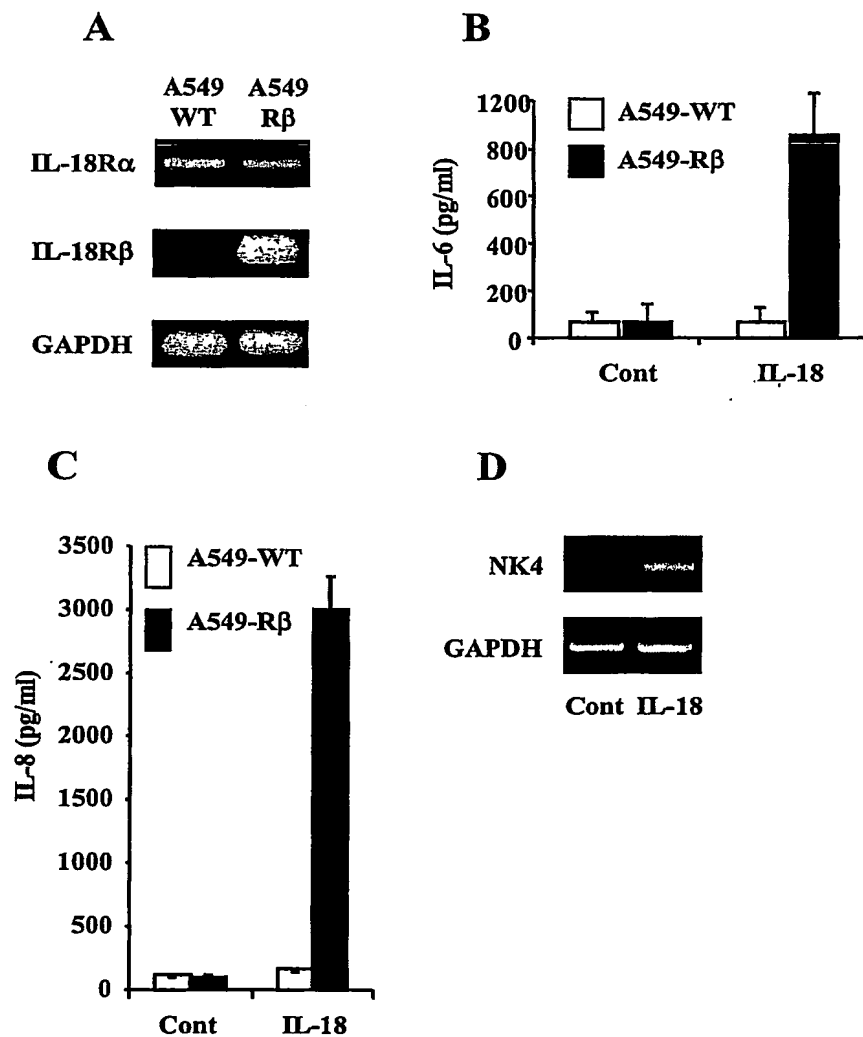 A
A549 WT
A549 Rβ
IL-18Rα
IL-18Rβ
GAPDH
B
IL-6 (pg/ml)
1200
800
600
400
200
0
A549-WT
A549-Rβ
Cont
IL-18
C
IL-8 (pg/ml)
3500
3000
2500
2000
1500
1000
500
0
A549-WT
A549-Rβ
Cont
IL-18
D
NK4
GAPDH
Cont IL-18